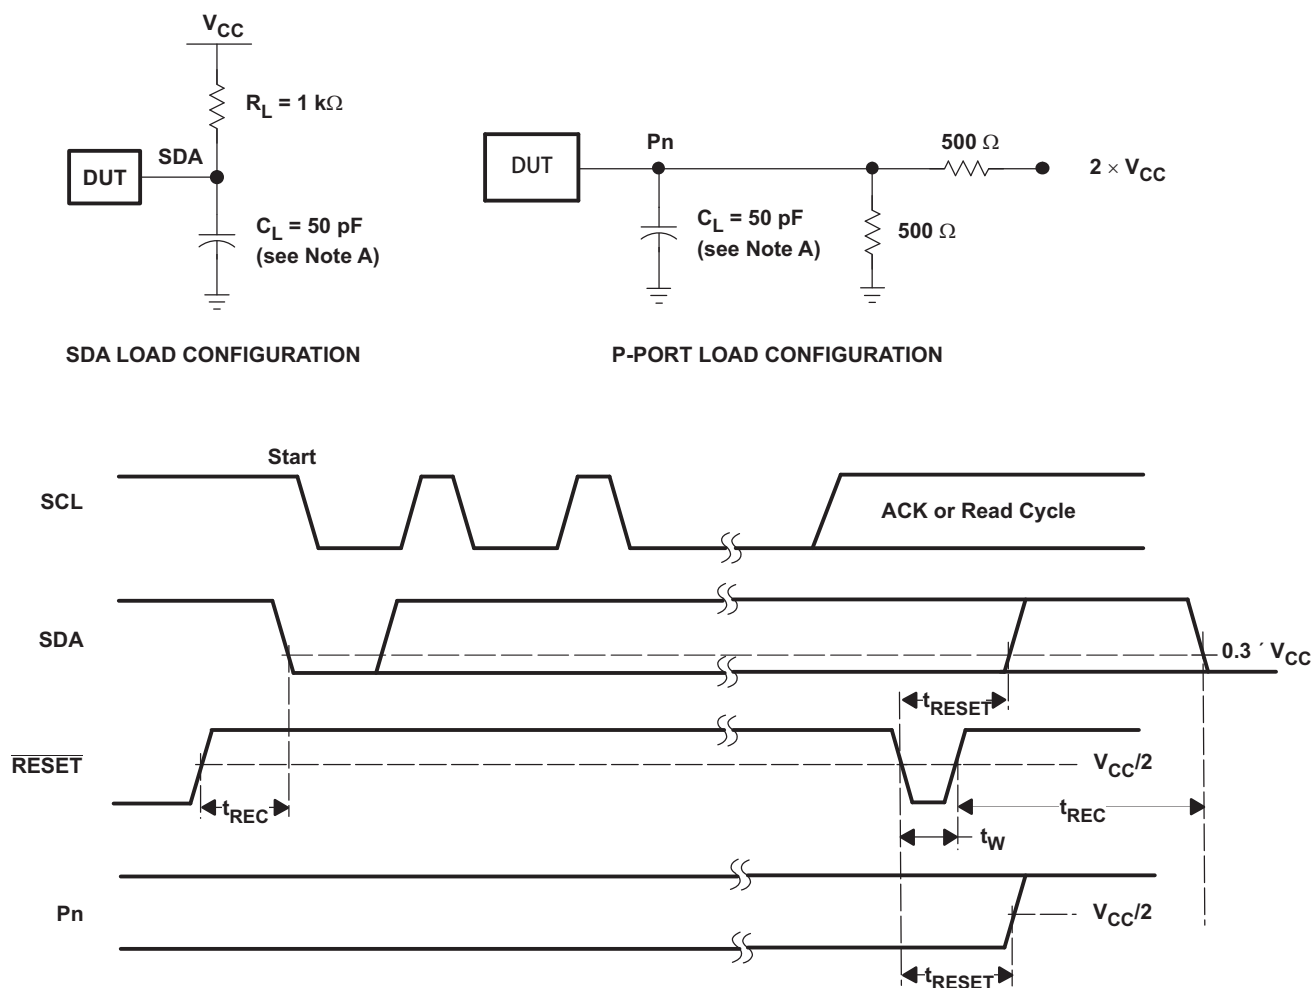 VCC
RL = 1 kΩ
SDA
DUT
CL = 50 pF
(see Note A)
SDA LOAD CONFIGURATION
DUT
Pn
500 Ω
2 × VCC
CL = 50 pF
(see Note A)
500 Ω
P-PORT LOAD CONFIGURATION
Start
SCL
ACK or Read Cycle
SDA
0.3 ´ VCC
tRESET
RESET
VCC/2
tREC
tREC
tW
Pn
VCC/2
tRESET